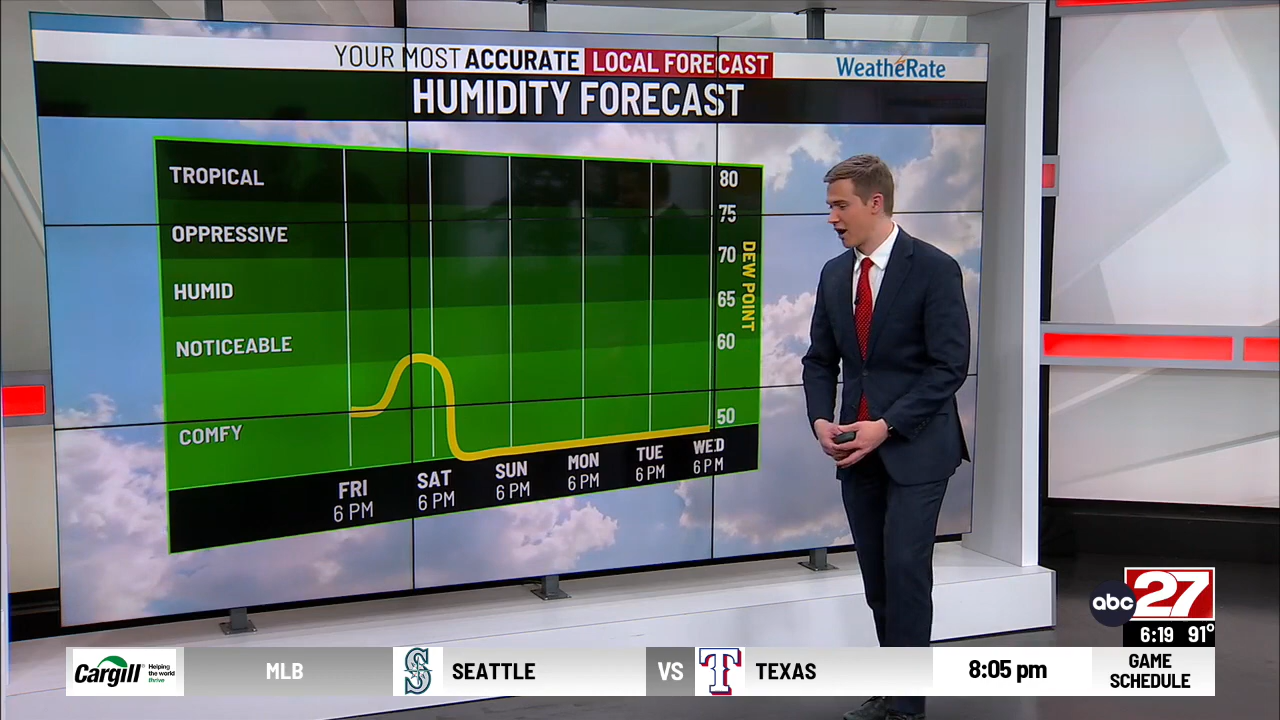 YOUR MOST ACCURATE LOCAL FORECAST
WeatheRate
HUMIDITY FORECAST
TROPICAL
OPPRESSIVE
HUMID
NOTICEABLE
COMFY
80
75
70
65
60
50
DEW POINT
FRI
6 PM
SAT
6 PM
SUN
6 PM
MON
6 PM
TUE
6 PM
WED
6 PM
abc 27
6:19 91°
Cargill
Helping
the world
thrive
MLB
S
SEATTLE
VS
T
TEXAS
8:05 pm
GAME
SCHEDULE